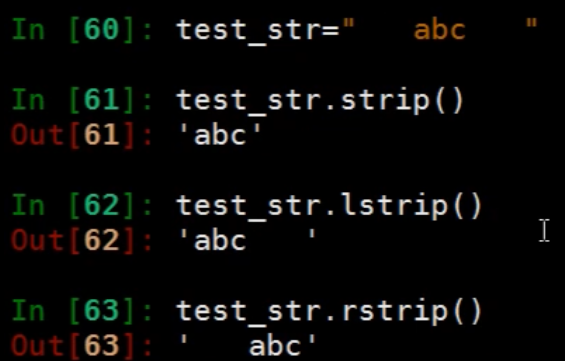 In [60]: test_str="   abc   "
In [61]: test_str.strip()
Out[61]: 'abc'
In [62]: test_str.lstrip()
Out[62]: 'abc   '
In [63]: test_str.rstrip()
Out[63]: '   abc'